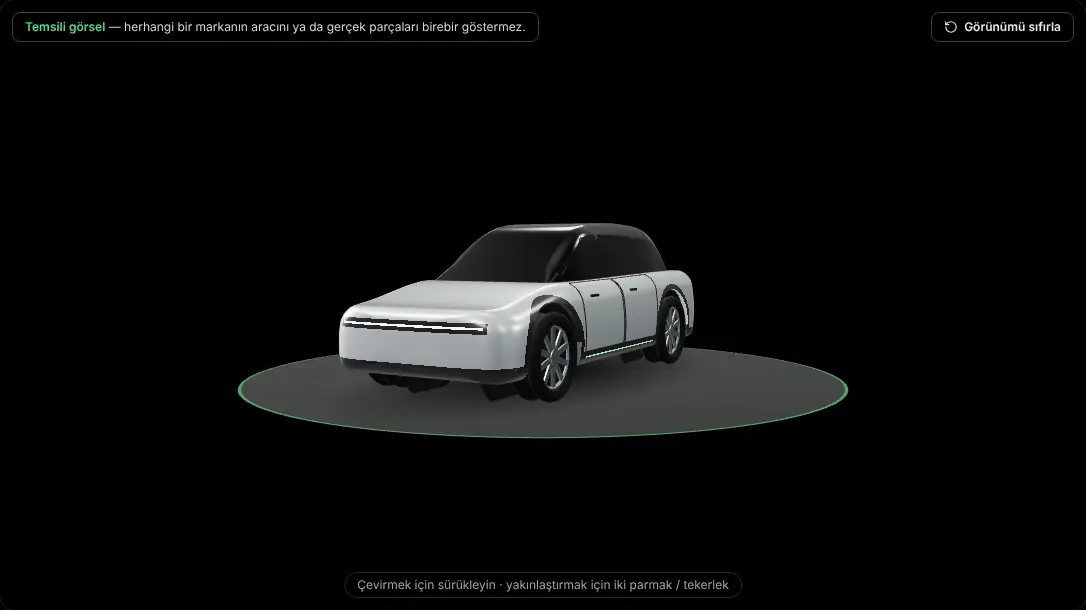 Temsili görsel — herhangi bir markanın aracını ya da gerçek parçaları birebir göstermez.
Görünümü sıfırla
Çevirmek için sürükleyin · yakınlaştırmak için iki parmak / tekerlek